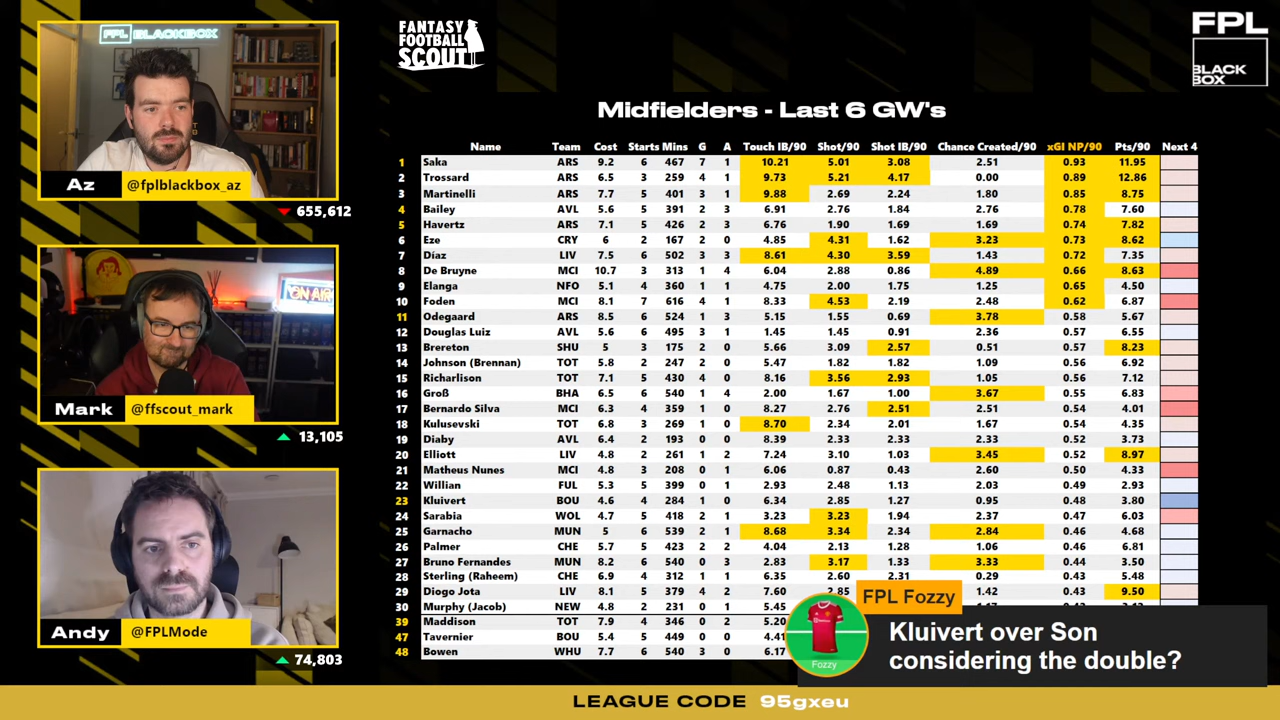 FPL BLACKBOX
Az @fplblackbox_az
655,612
ON AIR
Mark @ffscout_mark
13,105
Andy @FPLMode
74,803
FANTASY
FOOTBALL
SCOUT
FPL
BLACK
BOX
Midfielders - Last 6 GW's
Name Team Cost Starts Mins G A Touch IB/90 Shot/90 Shot IB/90 Chance Created/90 xGI NP/90 Pts/90 Next 4
1 Saka ARS 9.2 6 467 7 1 10.21 5.01 3.08 2.51 0.93 11.95
2 Trossard ARS 6.5 3 259 4 1 9.73 5.21 4.17 0.00 0.89 12.86
3 Martinelli ARS 7.7 5 401 3 1 9.88 2.69 2.24 1.80 0.85 8.75
4 Bailey AVL 5.6 5 391 2 3 6.91 2.76 1.84 2.76 0.78 7.60
5 Havertz ARS 7.1 5 426 2 3 6.76 1.90 1.69 1.69 0.74 7.82
6 Eze CRY 6 2 167 2 0 4.85 4.31 1.62 3.23 0.73 8.62
7 Díaz LIV 7.5 6 502 3 3 8.61 4.30 3.59 1.43 0.72 7.35
8 De Bruyne MCI 10.7 3 313 1 4 6.04 2.88 0.86 4.89 0.66 8.63
9 Elanga NFO 5.1 4 360 1 1 4.75 2.00 1.75 1.25 0.65 4.50
10 Foden MCI 8.1 7 616 4 1 8.33 4.53 2.19 2.48 0.62 6.87
11 Odegaard ARS 8.5 6 524 1 3 5.15 1.55 0.69 3.78 0.58 5.67
12 Douglas Luiz AVL 5.6 6 495 3 1 1.45 1.45 0.91 2.36 0.57 6.55
13 Brereton SHU 5 3 175 2 0 5.66 3.09 2.57 0.51 0.57 8.23
14 Johnson (Brennan) TOT 5.8 2 247 2 2 5.47 1.82 1.82 1.09 0.56 6.92
15 Richarlison TOT 7.1 5 430 4 0 8.16 3.56 2.93 1.05 0.56 7.12
16 Groß BHA 6.5 6 540 1 4 2.00 1.67 1.00 3.67 0.55 6.83
17 Bernardo Silva MCI 6.3 4 359 1 0 8.27 2.76 2.51 2.51 0.54 4.01
18 Kulusevski TOT 6.8 3 269 1 0 8.70 2.34 2.01 1.67 0.54 4.35
19 Diaby AVL 6.4 2 193 0 0 8.39 2.33 2.33 2.33 0.52 3.73
20 Elliott LIV 4.8 2 261 1 2 7.24 3.10 1.03 3.45 0.52 8.97
21 Matheus Nunes MCI 4.8 3 208 0 1 6.06 0.87 0.43 2.60 0.50 4.33
22 Willian FUL 5.3 5 399 0 1 2.93 2.48 1.13 2.03 0.49 2.93
23 Kluivert BOU 4.6 4 284 1 0 6.34 2.85 1.27 0.95 0.48 3.80
24 Sarabia WOL 4.7 5 418 2 1 3.23 3.23 1.94 2.37 0.47 6.03
25 Garnacho MUN 5 6 539 2 1 8.68 3.34 2.34 2.84 0.46 4.68
26 Palmer CHE 5.7 5 423 2 2 4.04 2.13 1.28 1.06 0.46 6.81
27 Bruno Fernandes MUN 8.2 6 540 0 3 2.83 3.17 1.33 3.33 0.44 3.50
28 Sterling (Raheem) CHE 6.9 4 312 1 1 6.35 2.60 2.31 0.29 0.43 5.48
29 Diogo Jota LIV 8.1 5 379 4 2 7.60 2.85 1.42 0.43 9.50
30 Murphy (Jacob) NEW 4.8 2 231 0 1 5.45
39 Maddison TOT 7.9 4 346 0 2 5.20
47 Tavernier BOU 5.4 5 449 0 0 4.41
48 Bowen WHU 7.7 6 540 3 0 6.17
FPL Fozzy
Fozzy
Kluivert over Son
considering the double?
LEAGUE CODE 95gxeu